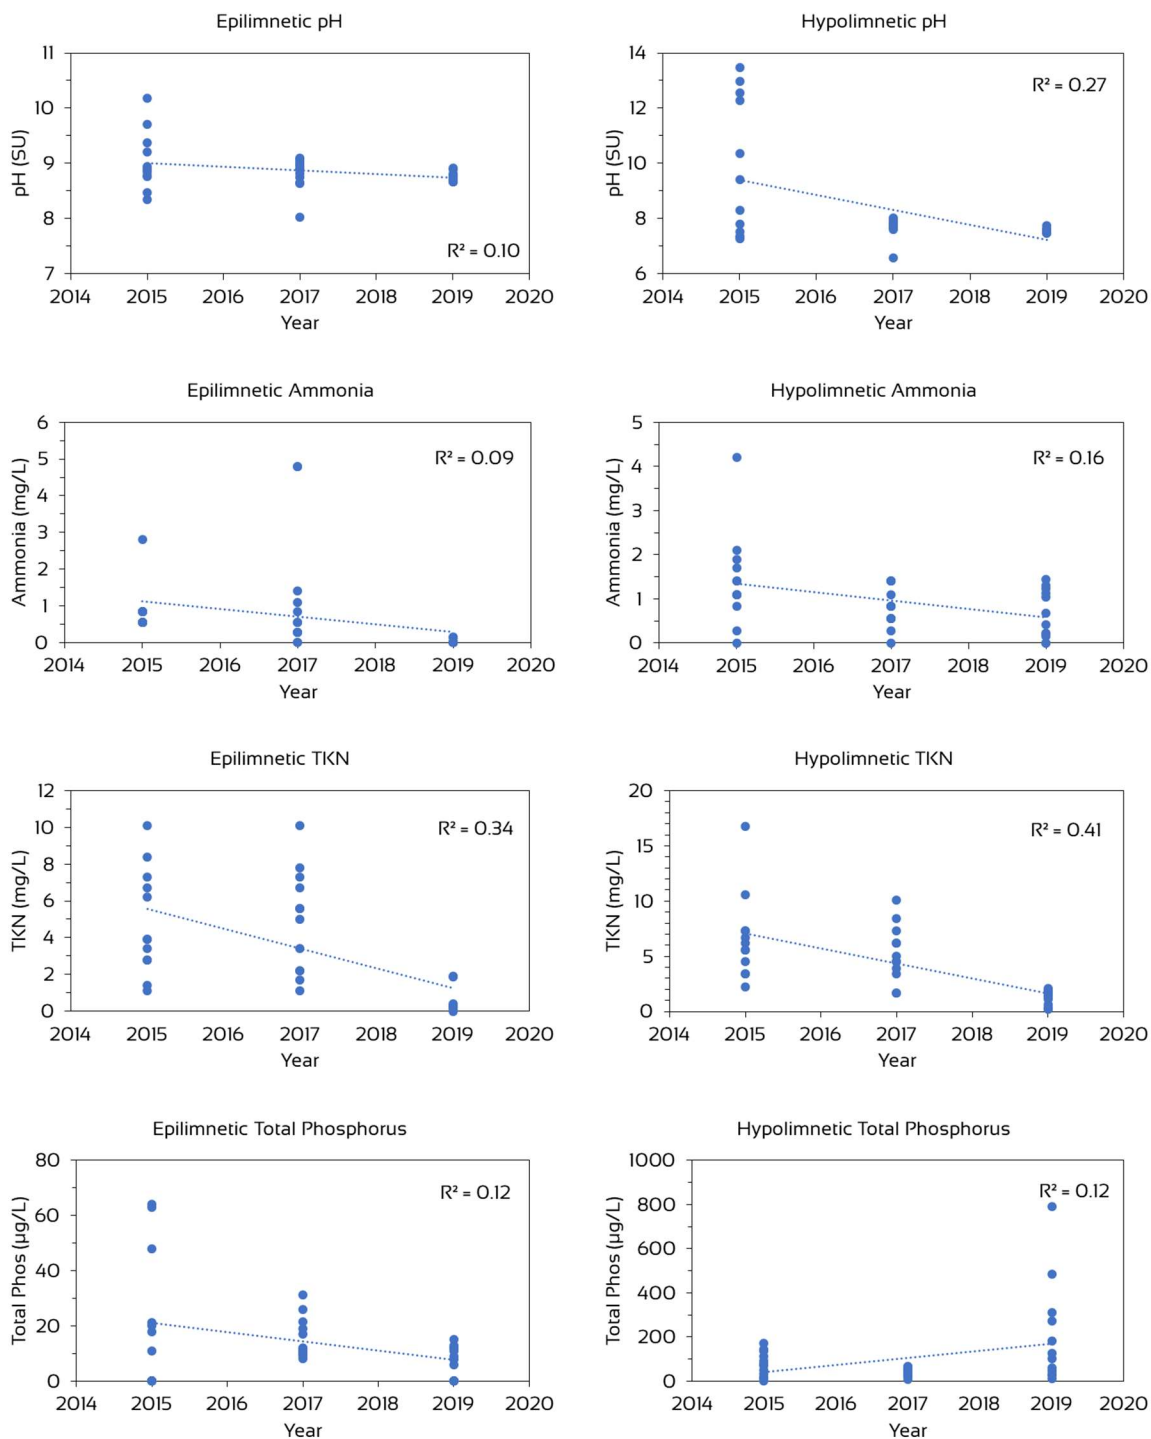 Epilimnetic pH
11
10
9
8
7
pH (SU)
R² = 0.10
2014 2015 2016 2017 2018 2019 2020
Year
Hypolimnetic pH
14
12
10
8
6
pH (SU)
R² = 0.27
2014 2015 2016 2017 2018 2019 2020
Year
Epilimnetic Ammonia
6
5
4
3
2
1
0
Ammonia (mg/L)
R² = 0.09
2014 2015 2016 2017 2018 2019 2020
Year
Hypolimnetic Ammonia
5
4
3
2
1
0
Ammonia (mg/L)
R² = 0.16
2014 2015 2016 2017 2018 2019 2020
Year
Epilimnetic TKN
12
10
8
6
4
2
0
TKN (mg/L)
R² = 0.34
2014 2015 2016 2017 2018 2019 2020
Year
Hypolimnetic TKN
20
15
10
5
0
TKN (mg/L)
R² = 0.41
2014 2015 2016 2017 2018 2019 2020
Year
Epilimnetic Total Phosphorus
80
60
40
20
0
Total Phos (µg/L)
R² = 0.12
2014 2015 2016 2017 2018 2019 2020
Year
Hypolimnetic Total Phosphorus
1000
800
600
400
200
0
Total Phos (µg/L)
R² = 0.12
2014 2015 2016 2017 2018 2019 2020
Year